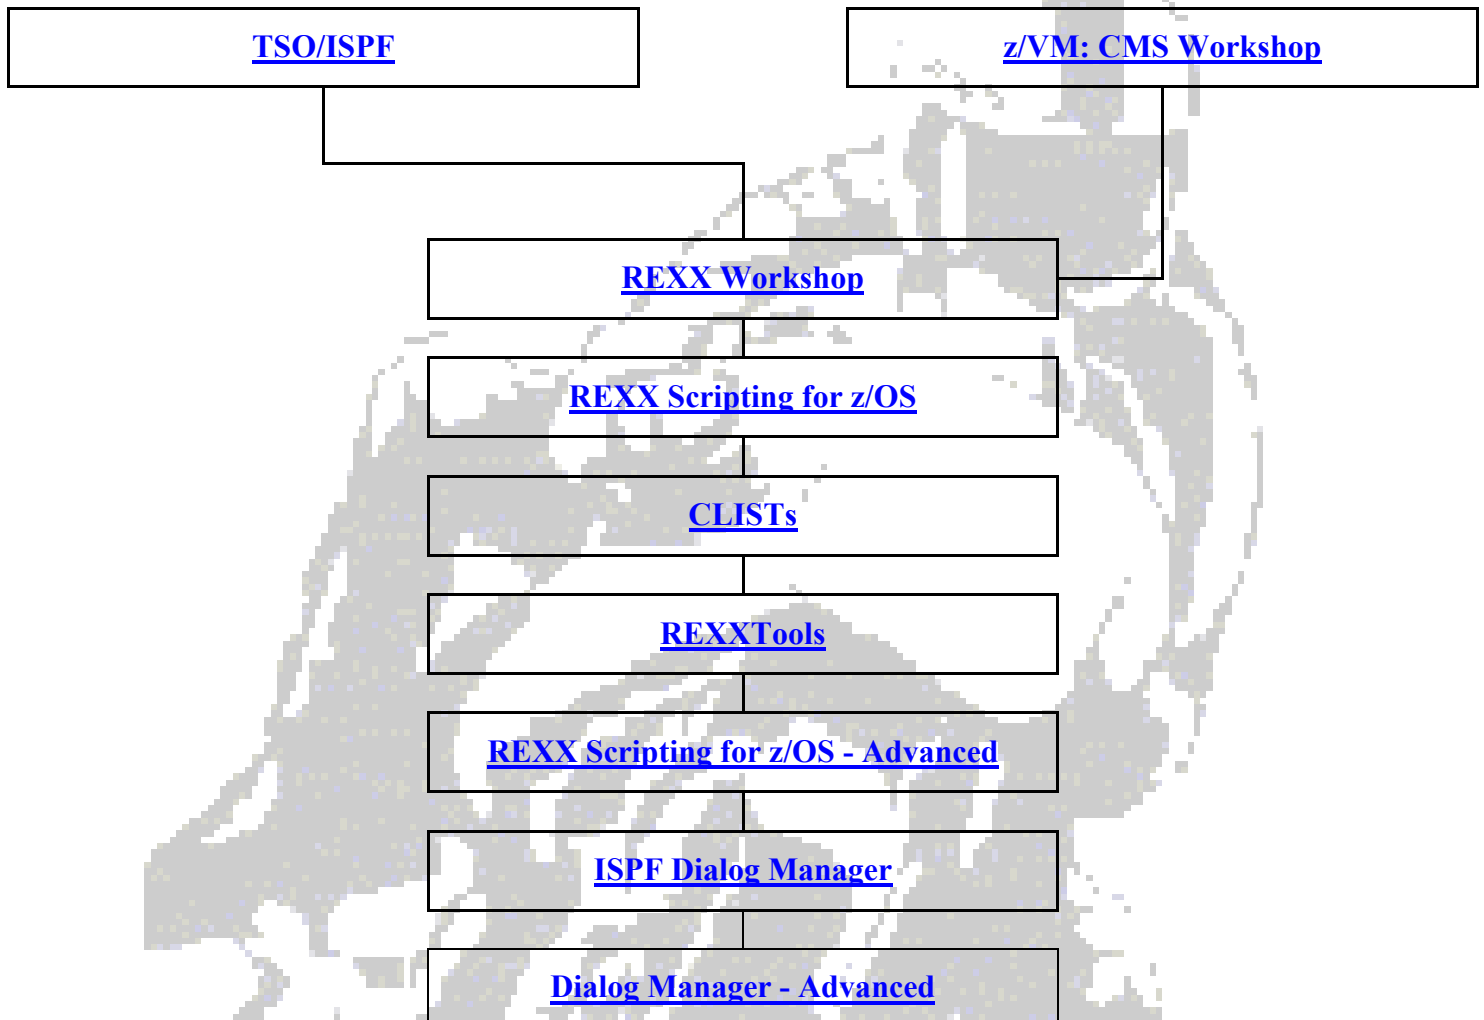 TSO/ISPF
z/VM: CMS Workshop
REXX Workshop
REXX Scripting for z/OS
CLISTs
REXXTools
REXX Scripting for z/OS - Advanced
ISPF Dialog Manager
Dialog Manager - Advanced